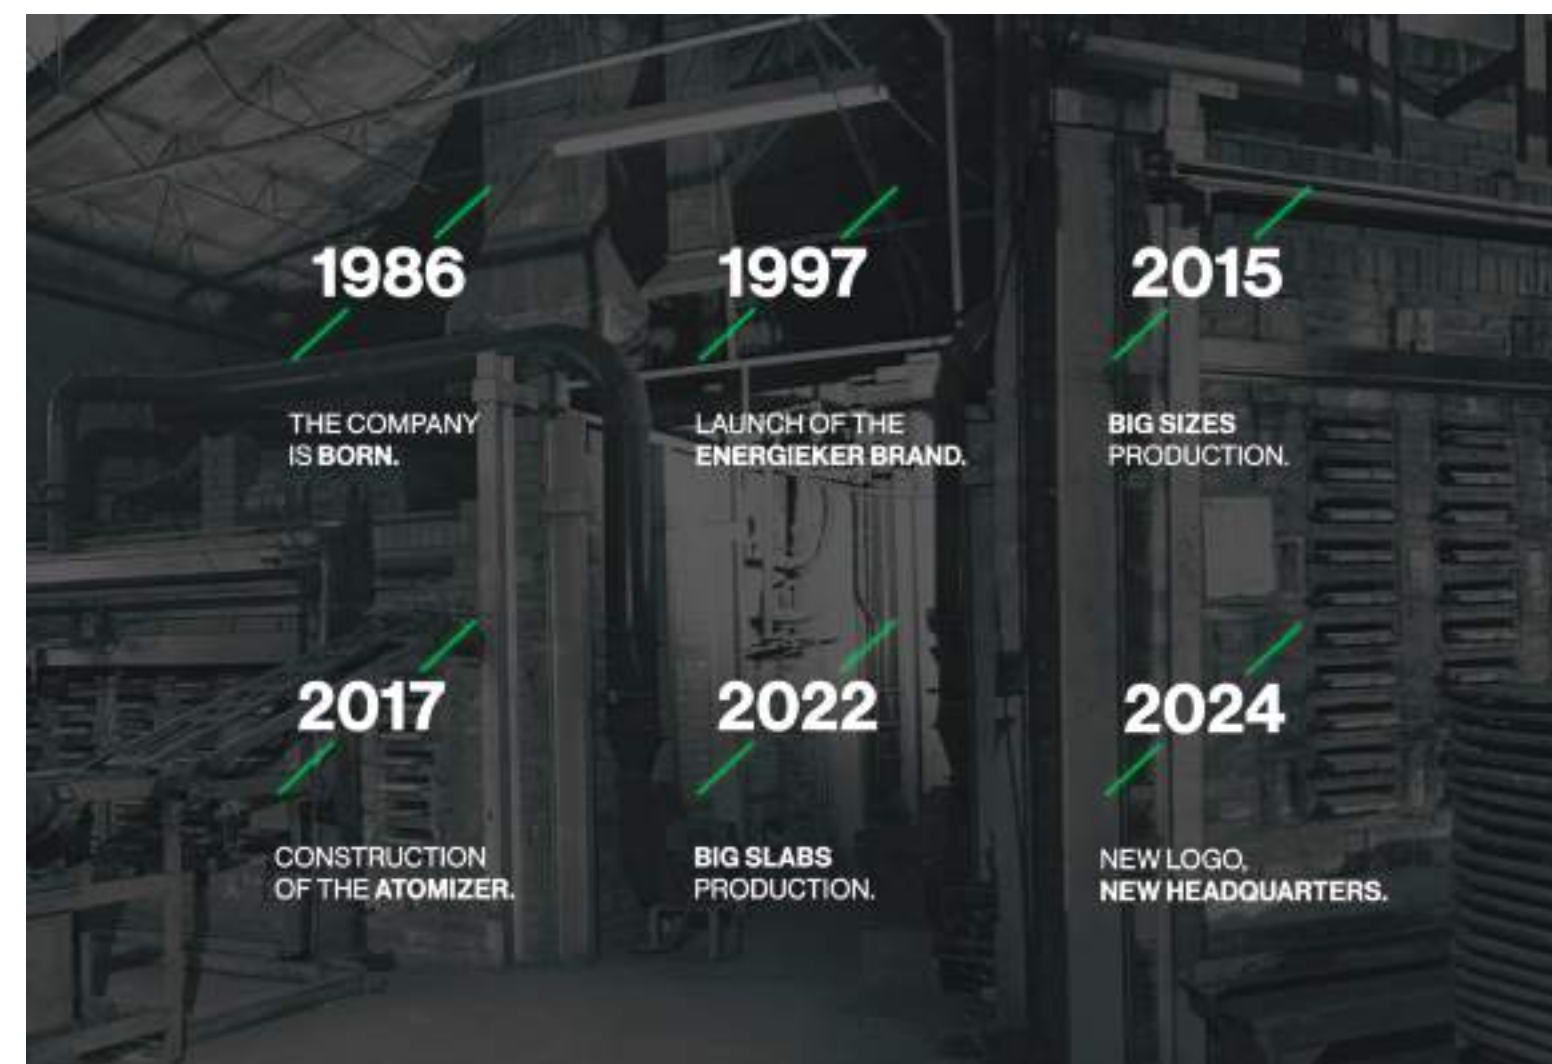 1986
THE COMPANY
IS BORN.
1997
LAUNCH OF THE
ENERGIEKER BRAND.
2015
BIG SIZES
PRODUCTION.
2017
CONSTRUCTION
OF THE ATOMIZER.
2022
BIG SLABS
PRODUCTION.
2024
NEW LOGO,
NEW HEADQUARTERS.